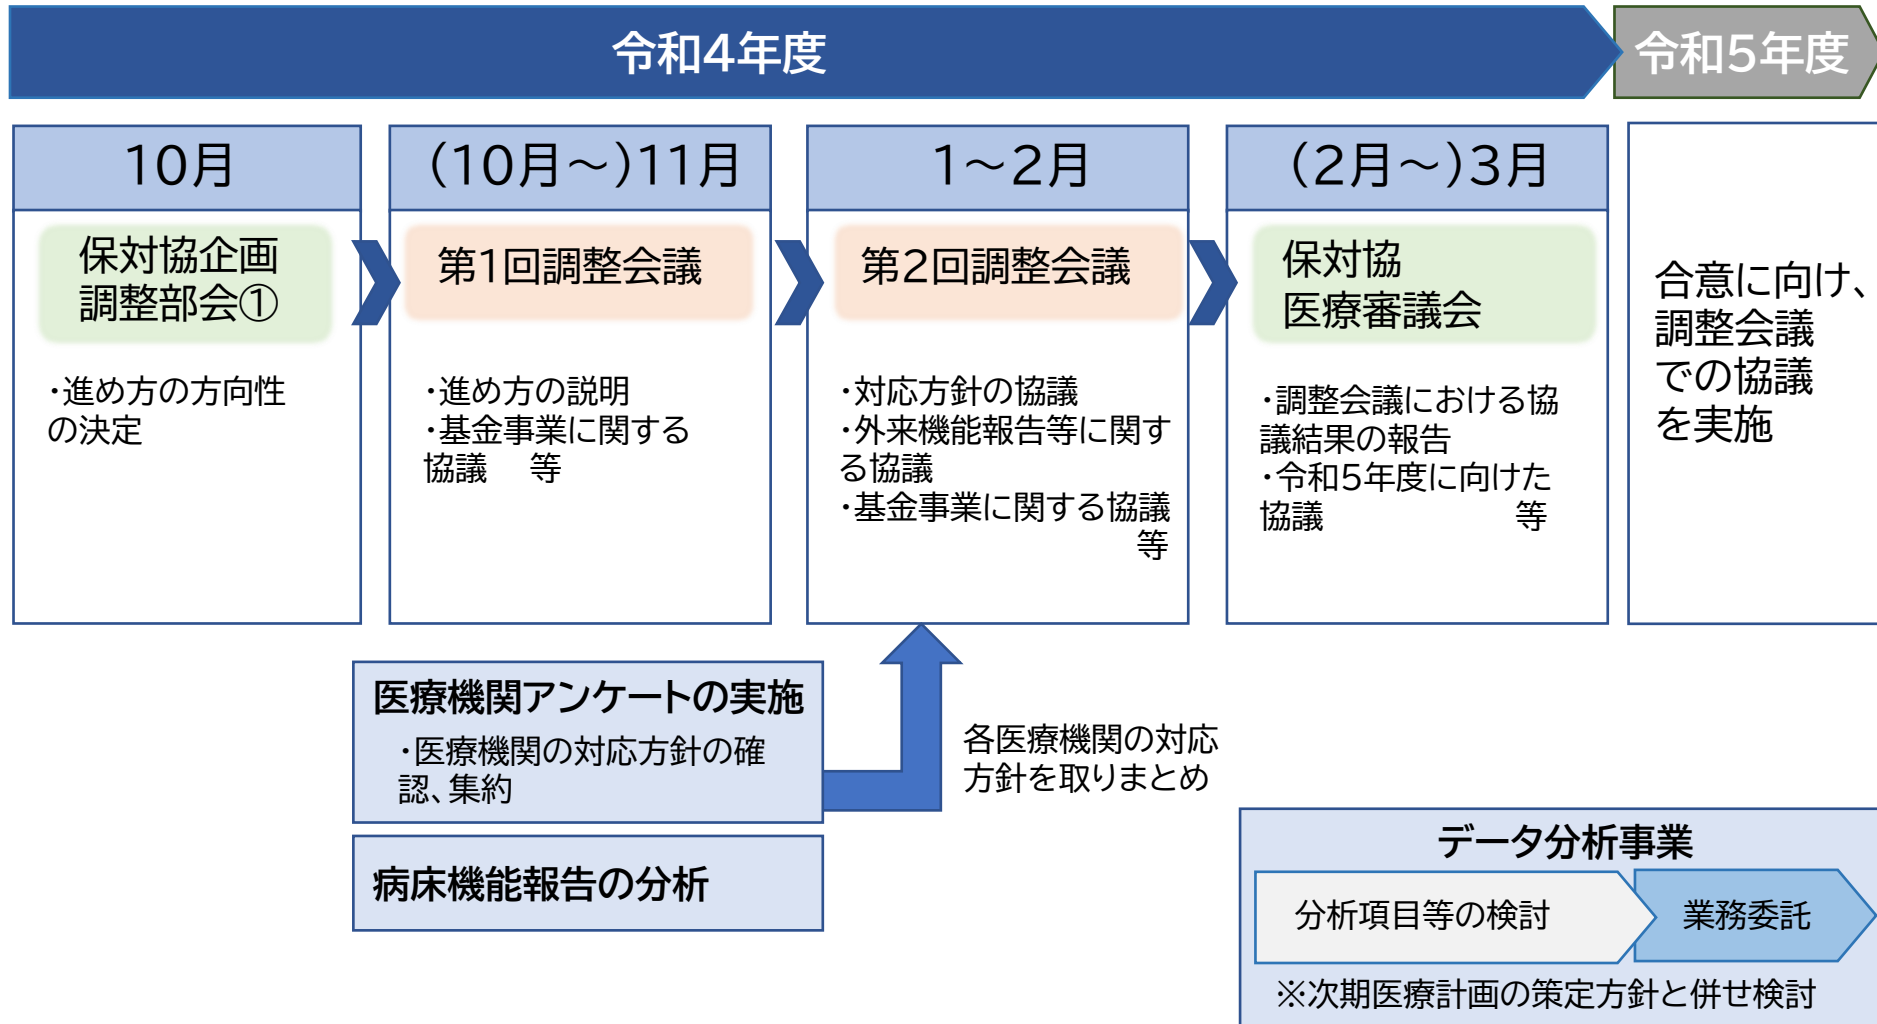 令和4年度
令和5年度
10月
保対協企画
調整部会①
・進め方の方向性
の決定
(10月～)11月
第1回調整会議
・進め方の説明
・基金事業に関する
協議　等
1～2月
第2回調整会議
・対応方針の協議
・外来機能報告等に関す
る協議
・基金事業に関する協議
等
(2月～)3月
保対協
医療審議会
・調整会議における協
議結果の報告
・令和5年度に向けた
協議　等
合意に向け、
調整会議
での協議
を実施
医療機関アンケートの実施
・医療機関の対応方針の確
認、集約
各医療機関の対応
方針を取りまとめ
病床機能報告の分析
データ分析事業
分析項目等の検討
業務委託
※次期医療計画の策定方針と併せ検討